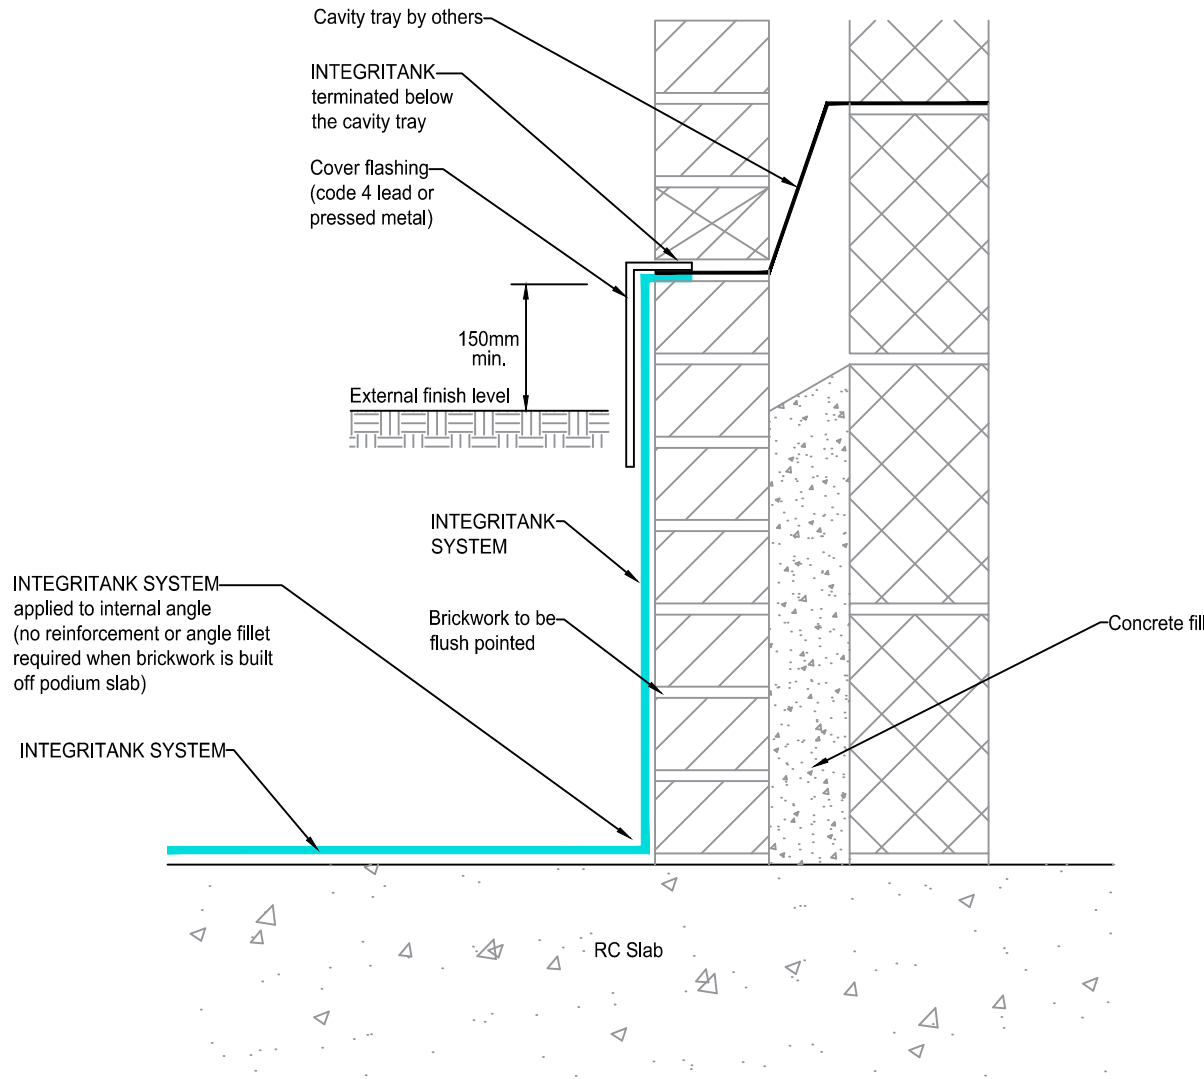 Cavity tray by others
INTEGRITANK
terminated below
the cavity tray
Cover flashing
(code 4 lead or
pressed metal)
150mm
min.
External finish level
INTEGRITANK
SYSTEM
INTEGRITANK SYSTEM
applied to internal angle
(no reinforcement or angle fillet
required when brickwork is built
off podium slab)
Brickwork to be
flush pointed
Concrete fill
INTEGRITANK SYSTEM
RC Slab